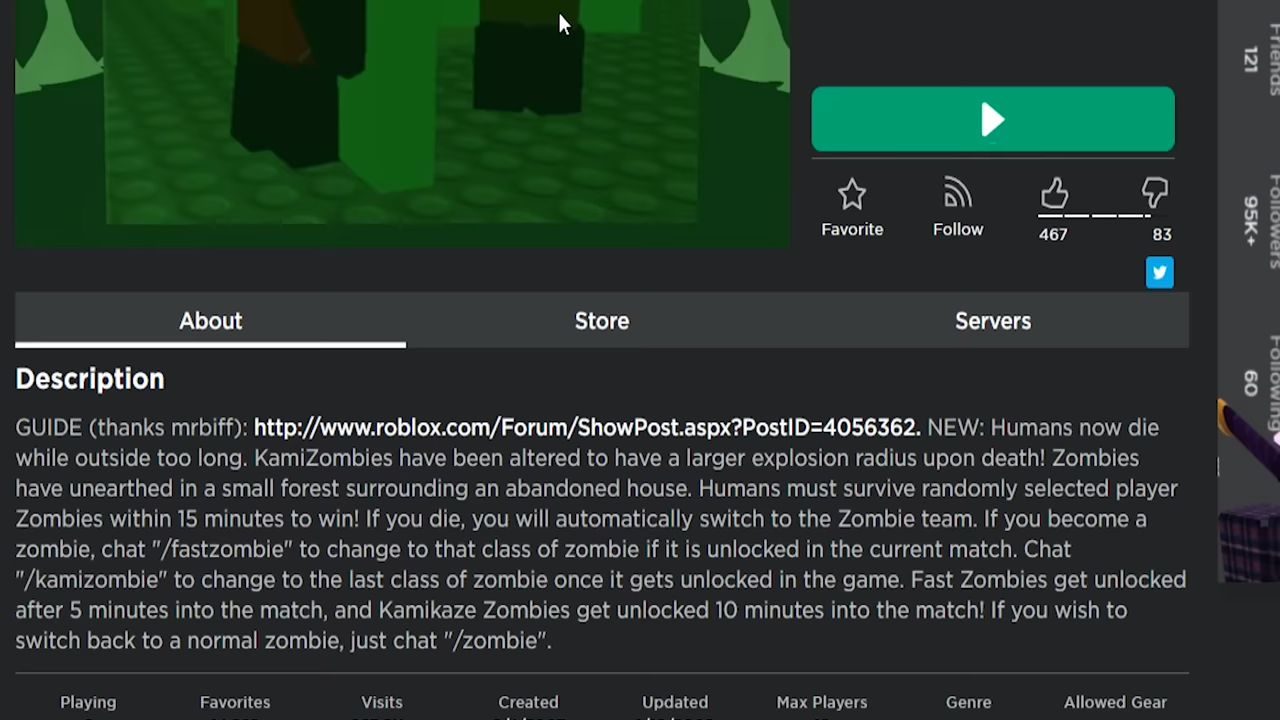 Favorite
Follow
467
83
About
Store
Servers
Description
GUIDE (thanks mrbiff): http://www.roblox.com/Forum/ShowPost.aspx?PostID=4056362. NEW: Humans now die
while outside too long. KamiZombies have been altered to have a larger explosion radius upon death! Zombies
have unearthed in a small forest surrounding an abandoned house. Humans must survive randomly selected player
Zombies within 15 minutes to win! If you die, you will automatically switch to the Zombie team. If you become a
zombie, chat "/fastzombie" to change to that class of zombie if it is unlocked in the current match. Chat
"/kamizombie" to change to the last class of zombie once it gets unlocked in the game. Fast Zombies get unlocked
after 5 minutes into the match, and Kamikaze Zombies get unlocked 10 minutes into the match! If you wish to
switch back to a normal zombie, just chat "/zombie".
Playing
Favorites
Visits
Created
Updated
Max Players
Genre
Allowed Gear
Friends
121
Followers
95K+
Following
60